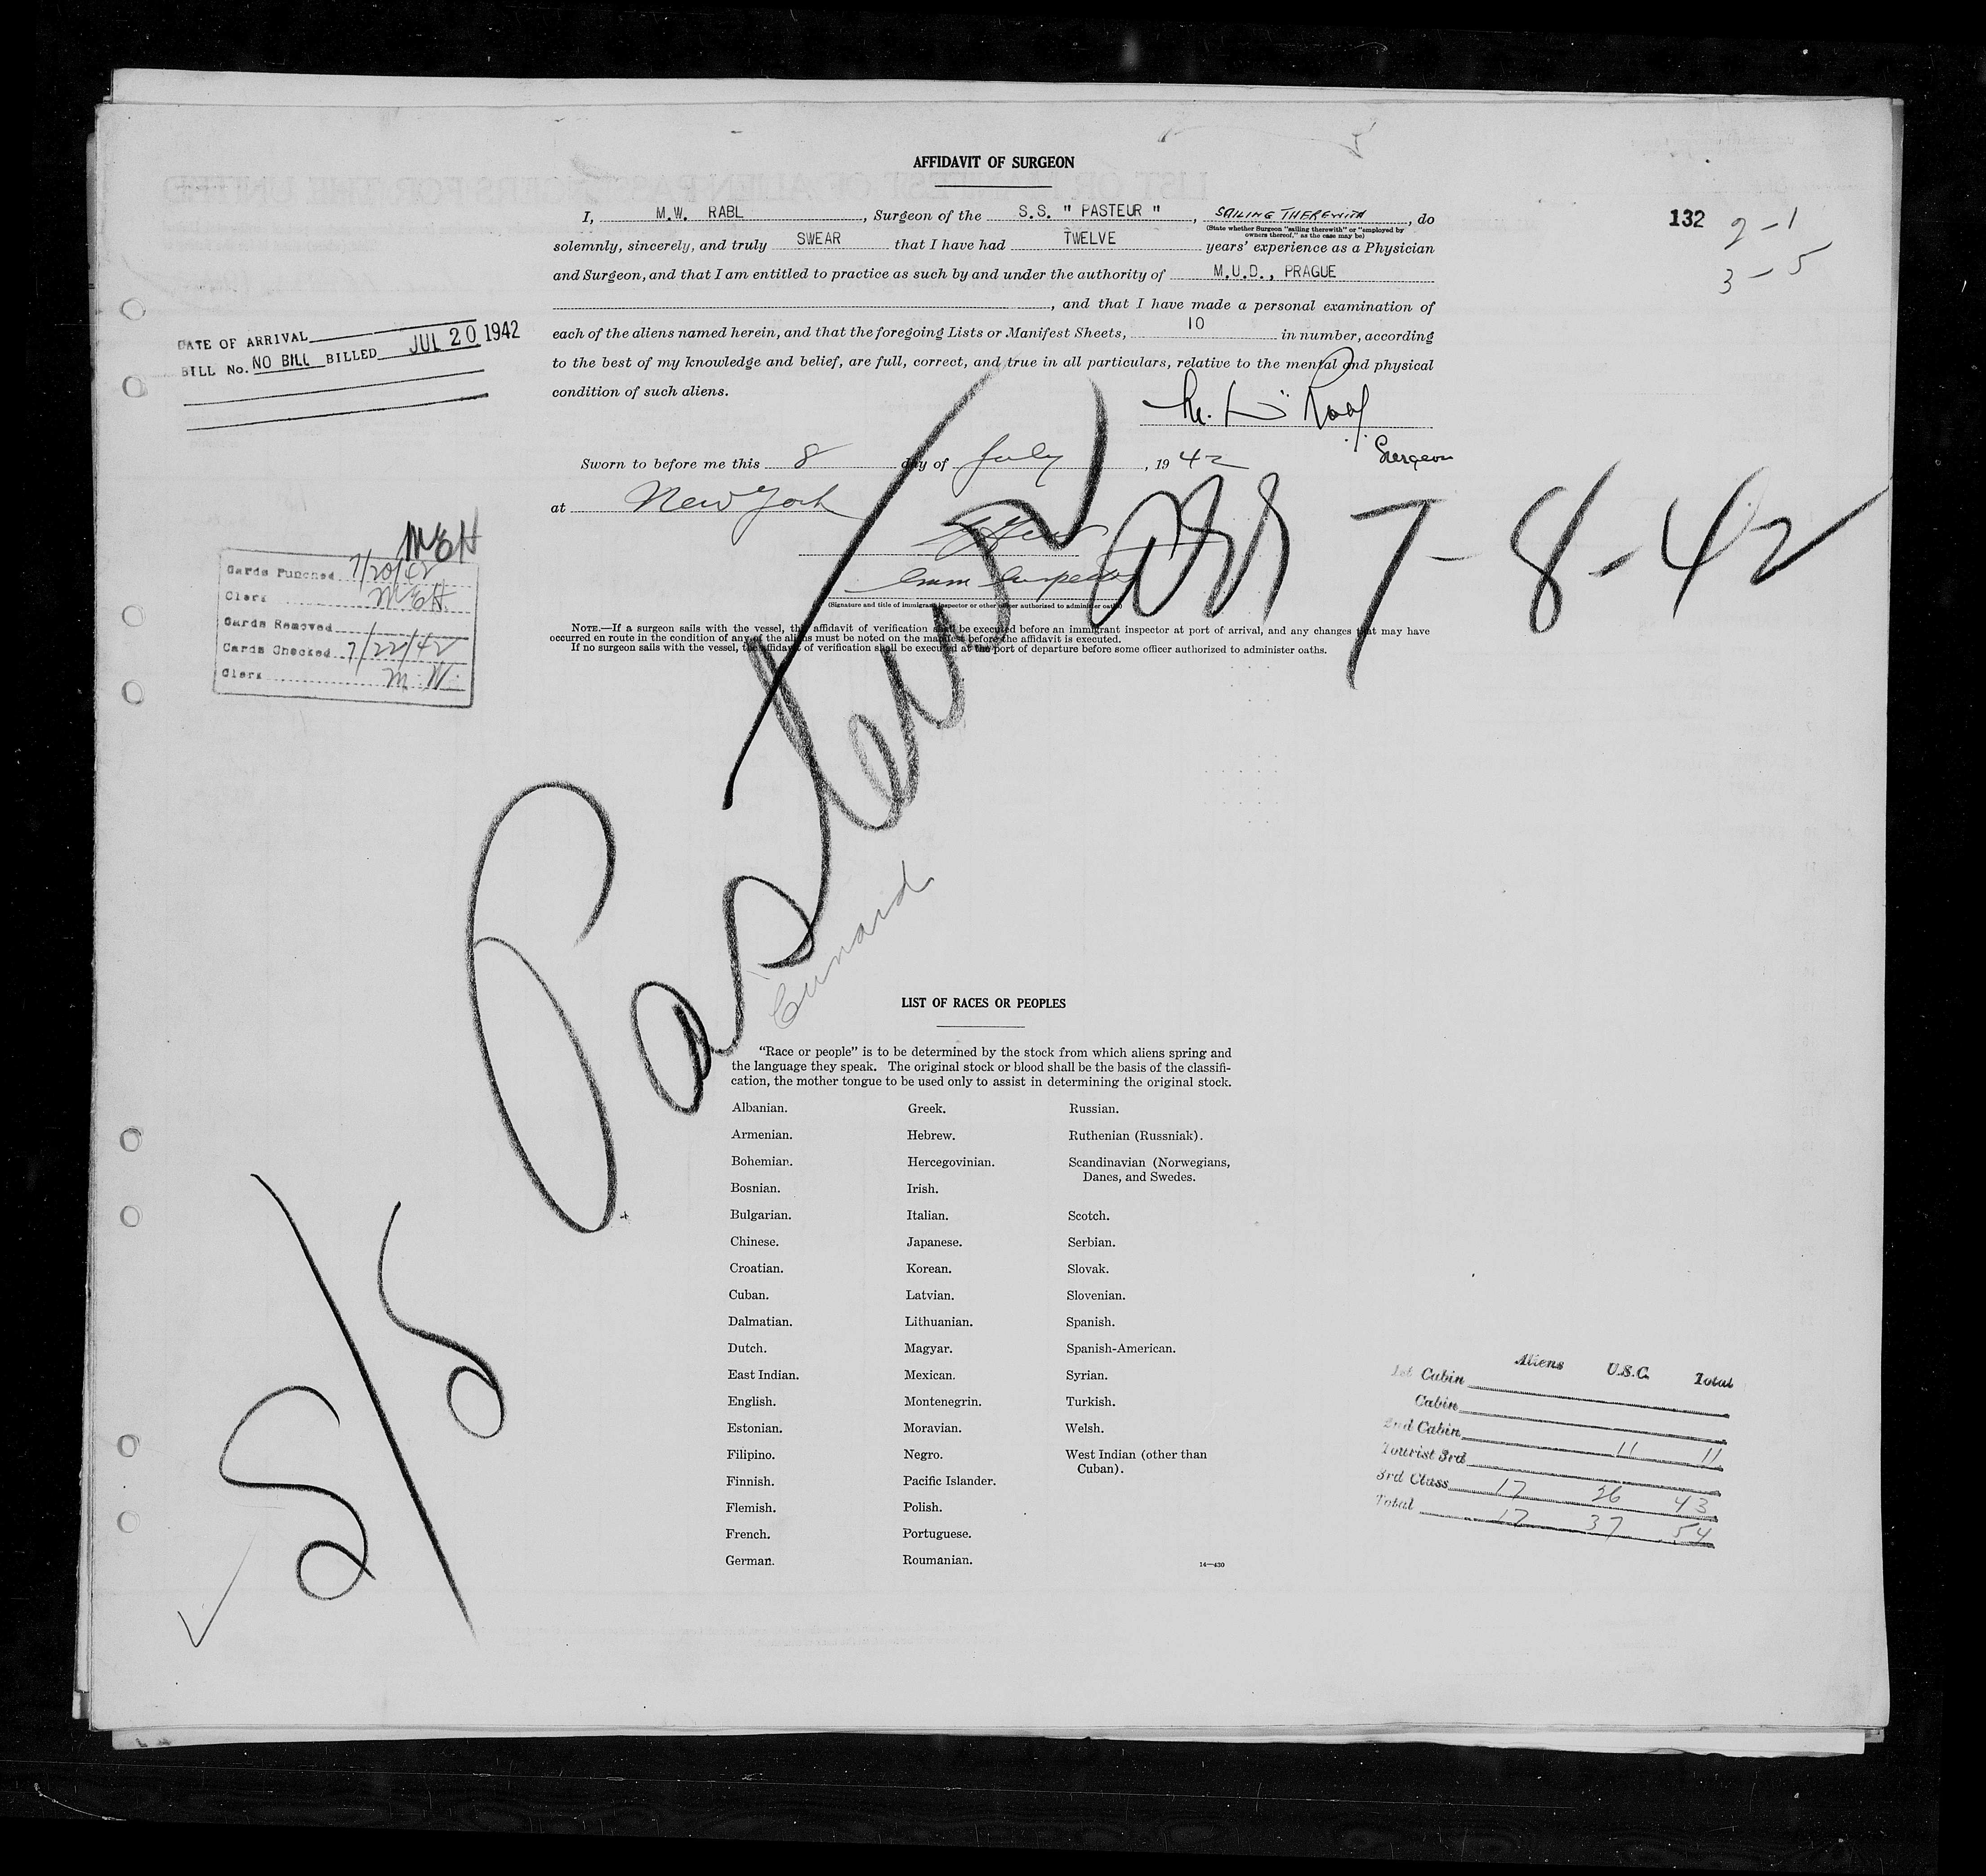 AFFIDAVIT OF SURGEON
I, M.W. RABL, Surgeon of the S.S. " PASTEUR ", SAILING THEREWITH, do
(State whether Surgeon "sailing therewith" or "employed by
owners thereof," as the case may be)
solemnly, sincerely, and truly SWEAR that I have had TWELVE years' experience as a Physician
and Surgeon, and that I am entitled to practice as such by and under the authority of M.U.D., PRAGUE
, and that I have made a personal examination of
each of the aliens named herein, and that the foregoing Lists or Manifest Sheets, 10 in number, according
to the best of my knowledge and belief, are full, correct, and true in all particulars, relative to the mental and physical
condition of such aliens.
Surgeon
Sworn to before me this 8 day of July, 19 42
at New York
Imm Inspector
(Signature and title of immigrant inspector or other officer authorized to administer oaths)
NOTE.—If a surgeon sails with the vessel, this affidavit of verification shall be executed before an immigrant inspector at port of arrival, and any changes that may have
occurred en route in the condition of any of the aliens must be noted on the manifest before the affidavit is executed.
If no surgeon sails with the vessel, the affidavit of verification shall be executed at the port of departure before some officer authorized to administer oaths.
132
2-1
3-5
DATE OF ARRIVAL
BILL No. NO BILL BILLED JUL 20 1942
MEH
Cards Punched 7/20/42
Clerk MEH.
Cards Removed
Cards Checked 7/22/42
Clerk M.W.
Pasteur
7-8-42
Cunard
S/S
LIST OF RACES OR PEOPLES
"Race or people" is to be determined by the stock from which aliens spring and
the language they speak. The original stock or blood shall be the basis of the classifi-
cation, the mother tongue to be used only to assist in determining the original stock.
Albanian.
Armenian.
Bohemian.
Bosnian.
Bulgarian.
Chinese.
Croatian.
Cuban.
Dalmatian.
Dutch.
East Indian.
English.
Estonian.
Filipino.
Finnish.
Flemish.
French.
German.
Greek.
Hebrew.
Hercegovinian.
Irish.
Italian.
Japanese.
Korean.
Latvian.
Lithuanian.
Magyar.
Mexican.
Montenegrin.
Moravian.
Negro.
Pacific Islander.
Polish.
Portuguese.
Roumanian.
Russian.
Ruthenian (Russniak).
Scandinavian (Norwegians,
Danes, and Swedes.
Scotch.
Serbian.
Slovak.
Slovenian.
Spanish.
Spanish-American.
Syrian.
Turkish.
Welsh.
West Indian (other than
Cuban).
14—430
Aliens U.S.C. Total
1st Cabin
Cabin
2nd Cabin 11 11
Tourist 3rd
3rd Class 17 26 43
Total 17 37 54